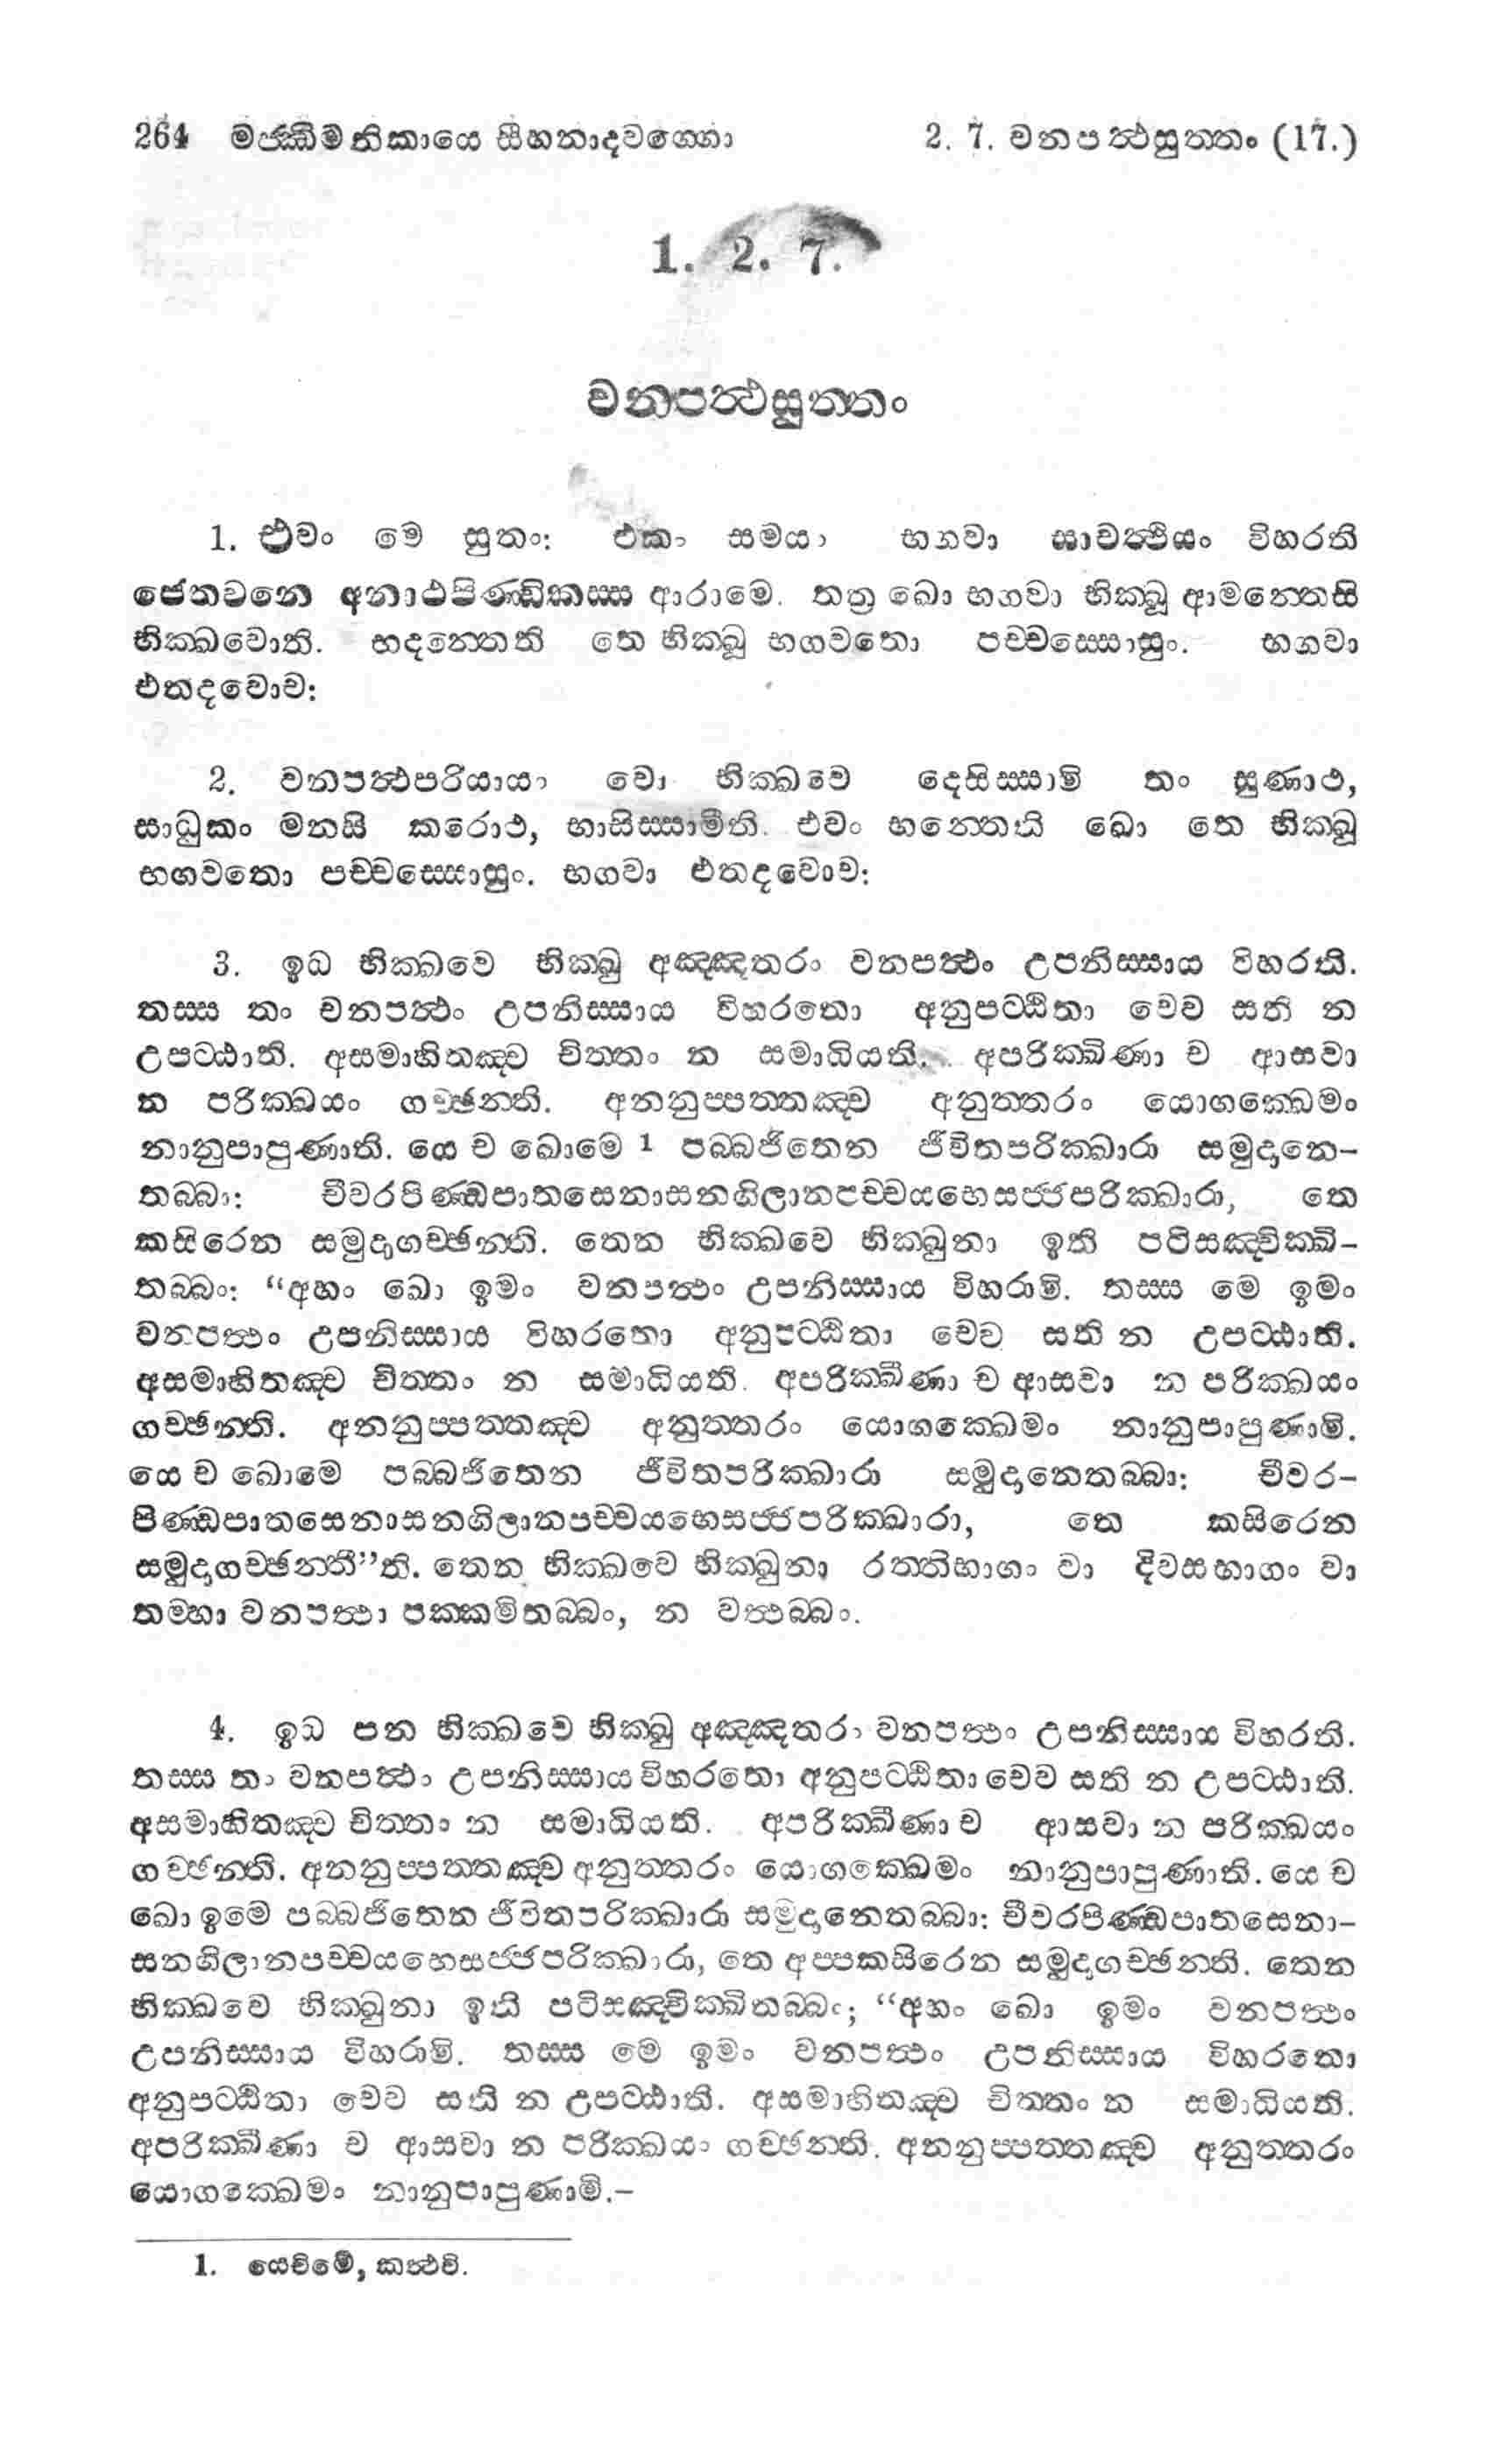 264 මජ්ඣිමනිකායෙ සීහනාදවග්ගො 2. 7. වනපත්ථසුත්තං (17.)
1. 2. 7.
වනපත්ථසුත්තං
1. එවං මෙ සුතං: එකං සමයං භගවා සාවත්ථියං විහරති
ජෙතවනෙ අනාථපිණ්ඩිකස්ස ආරාමෙ. තත්‍ර ඛො භගවා භික්ඛූ ආමන්තෙසි
භික්ඛවොති. භදන්තෙති තෙ භික්ඛූ භගවතො පච්චස්සොසුං. භගවා
එතදවොච:
2. වනපත්ථපරියායං වො භික්ඛවෙ දෙසිස්සාමි තං සුණාථ,
සාධුකං මනසි කරොථ, භාසිස්සාමීති. එවං භන්තෙති ඛො තෙ භික්ඛූ
භගවතො පච්චස්සොසුං. භගවා එතදවොච:
3. ඉධ භික්ඛවෙ භික්ඛු අඤ්ඤතරං වනපත්ථං උපනිස්සාය විහරති.
තස්ස තං වනපත්ථං උපනිස්සාය විහරතො අනුපට්ඨිතා චෙව සති න
උපට්ඨාති. අසමාහිතඤ්ච චිත්තං න සමාධියති. අපරික්ඛිණා ච ආසවා
න පරික්ඛයං ගච්ඡන්ති. අනනුප්පත්තඤ්ච අනුත්තරං යොගක්ඛෙමං
නානුපාපුණාති. යෙ ච ඛොමෙ 1 පබ්බජිතෙන ජීවිතපරික්ඛාරා සමුදානෙ-
තබ්බා: චීවරපිණ්ඩපාතසෙනාසනගිලානපච්චයභෙසජ්ජපරික්ඛාරා, තෙ
කසිරෙන සමුදාගච්ඡන්ති. තෙන භික්ඛවෙ භික්ඛුනා ඉති පටිසඤ්චික්ඛි-
තබ්බං: “අහං ඛො ඉමං වනපත්ථං උපනිස්සාය විහරාමි. තස්ස මෙ ඉමං
වනපත්ථං උපනිස්සාය විහරතො අනුපට්ඨිතා චෙව සති න උපට්ඨාති.
අසමාහිතඤ්ච චිත්තං න සමාධියති. අපරික්ඛීණා ච ආසවා න පරික්ඛයං
ගච්ඡන්ති. අනනුප්පත්තඤ්ච අනුත්තරං යොගක්ඛෙමං නානුපාපුණාමි.
යෙ ච ඛොමෙ පබ්බජිතෙන ජීවිතපරික්ඛාරා සමුදානෙතබ්බා: චීවර-
පිණ්ඩපාතසෙනාසනගිලානපච්චයභෙසජ්ජපරික්ඛාරා, තෙ කසිරෙන
සමුදාගච්ඡන්තී”ති. තෙන භික්ඛවෙ භික්ඛුනා රත්තිභාගං වා දිවසභාගං වා
තම්හා වනපත්ථා පක්කමිතබ්බං, න වත්ථබ්බං.
4. ඉධ පන භික්ඛවෙ භික්ඛු අඤ්ඤතරං වනපත්ථං උපනිස්සාය විහරති.
තස්ස තං වනපත්ථං උපනිස්සාය විහරතො අනුපට්ඨිතා චෙව සති න උපට්ඨාති.
අසමාහිතඤ්ච චිත්තං න සමාධියති. අපරික්ඛීණා ච ආසවා න පරික්ඛයං
ගච්ඡන්ති. අනනුප්පත්තඤ්ච අනුත්තරං යොගක්ඛෙමං නානුපාපුණාති. යෙ ච
ඛො ඉමෙ පබ්බජිතෙන ජීවිතපරික්ඛාරා සමුදානෙතබ්බා: චීවරපිණ්ඩපාතසෙනා-
සනගිලානපච්චයභෙසජ්ජපරික්ඛාරා, තෙ අප්පකසිරෙන සමුදාගච්ඡන්ති. තෙන
භික්ඛවෙ භික්ඛුනා ඉති පටිසඤ්චික්ඛිතබ්බං; “අහං ඛො ඉමං වනපත්ථං
උපනිස්සාය විහරාමි. තස්ස මෙ ඉමං වනපත්ථං උපනිස්සාය විහරතො
අනුපට්ඨිතා චෙව සති න උපට්ඨාති. අසමාහිතඤ්ච චිත්තං න සමාධියති.
අපරික්ඛීණා ච ආසවා න පරික්ඛයං ගච්ඡන්ති. අනනුප්පත්තඤ්ච අනුත්තරං
යොගක්ඛෙමං නානුපාපුණාමි.–
1. යෙචිමේ, කත්ථචි.